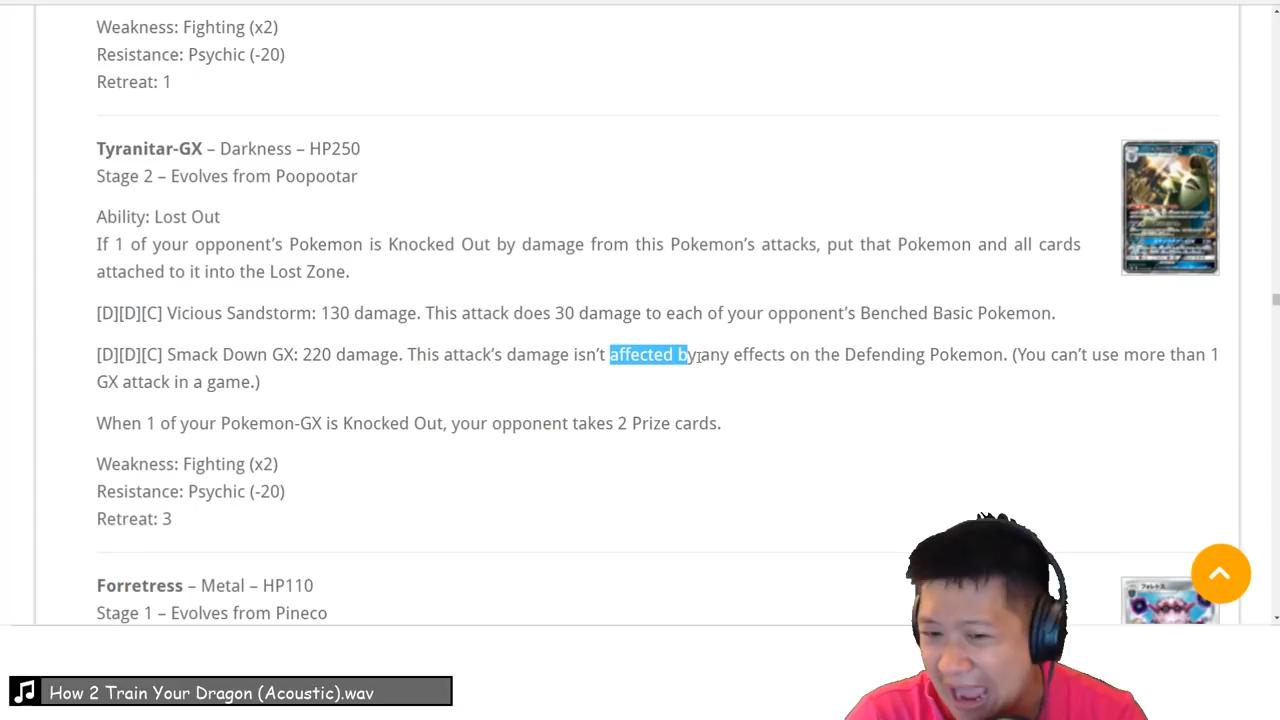 Weakness: Fighting (x2)
Resistance: Psychic (-20)
Retreat: 1
Tyranitar-GX – Darkness – HP250
Stage 2 – Evolves from Poopootar
Ability: Lost Out
If 1 of your opponent’s Pokemon is Knocked Out by damage from this Pokemon’s attacks, put that Pokemon and all cards
attached to it into the Lost Zone.
[D][D][C] Vicious Sandstorm: 130 damage. This attack does 30 damage to each of your opponent’s Benched Basic Pokemon.
[D][D][C] Smack Down GX: 220 damage. This attack’s damage isn’t affected by any effects on the Defending Pokemon. (You can’t use more than 1
GX attack in a game.)
When 1 of your Pokemon-GX is Knocked Out, your opponent takes 2 Prize cards.
Weakness: Fighting (x2)
Resistance: Psychic (-20)
Retreat: 3
Forretress – Metal – HP110
Stage 1 – Evolves from Pineco
フォレトス
How 2 Train Your Dragon (Acoustic).wav